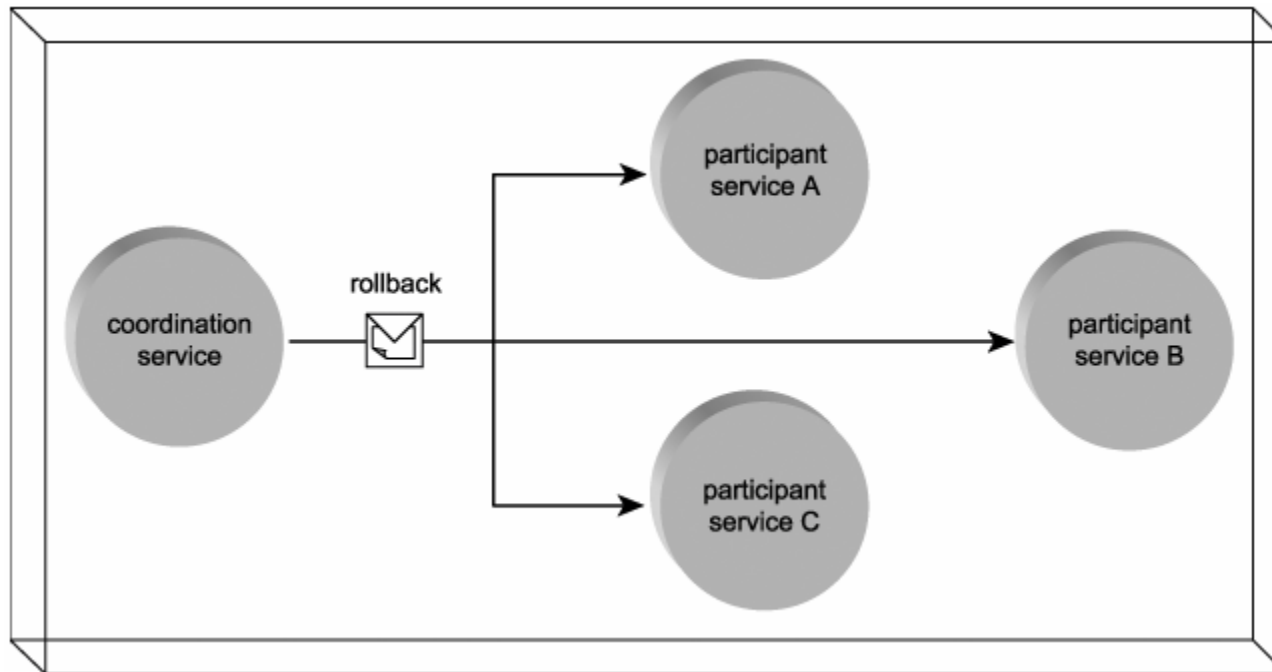 participant
service A
rollback
coordination
service
participant
service B
participant
service C